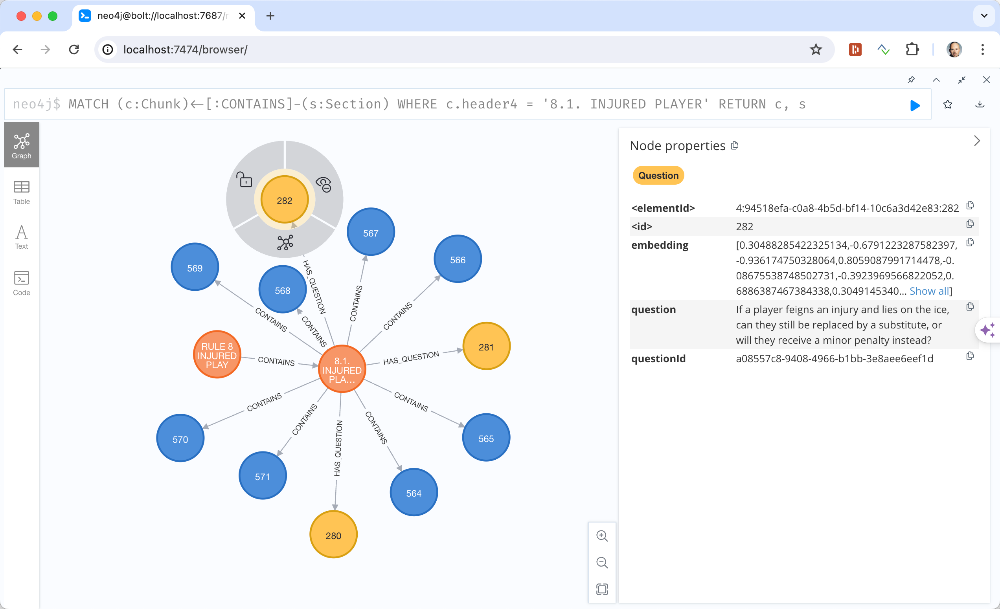 neo4j@bolt://localhost:7687/
localhost:7474/browser/
neo4j$ MATCH (c:Chunk)<-[:CONTAINS]-(s:Section) WHERE c.header4 = '8.1. INJURED PLAYER' RETURN c, s
Graph
Table
Text
Code
282
567
566
569
568
HAS_QUESTION
CONTAINS
CONTAINS
CONTAINS
CONTAINS
RULE 8
INJURED
PLAY
CONTAINS
8.1.
INJURED
PLA...
HAS_QUESTION
281
CONTAINS
CONTAINS
HAS_QUESTION
CONTAINS
CONTAINS
570
571
564
565
280
Node properties
Question
<elementId> 4:94518efa-c0a8-4b5d-bf14-10c6a3d42e83:282
<id> 282
embedding [0.30488285422325134,-0.6791223287582397,
-0.936174750328064,0.8059087991714478,-0.
08675538748502731,-0.3923969566822052,0.
6886387467384338,0.3049145340... Show all]
question If a player feigns an injury and lies on the ice,
can they still be replaced by a substitute, or
will they receive a minor penalty instead?
questionId a08557c8-9408-4966-b1bb-3e8aee6eef1d